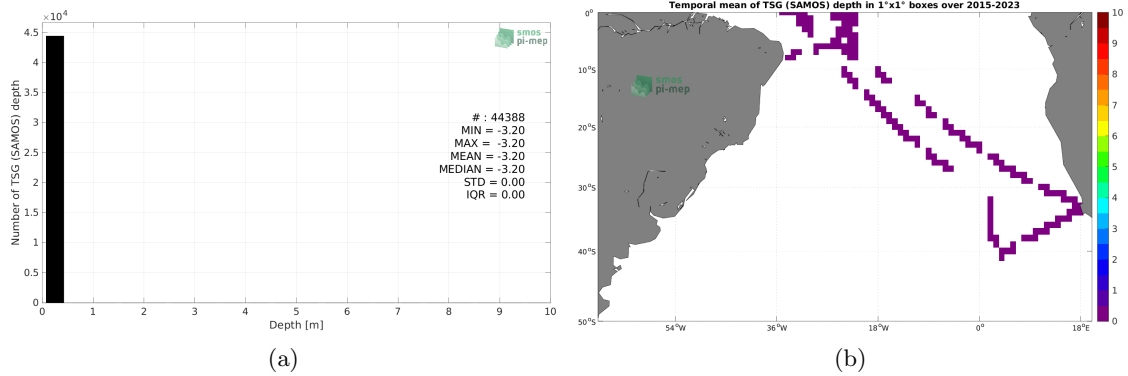 ×10⁴
4.5
4
3.5
3
2.5
2
1.5
1
0.5
0
Number of TSG (SAMOS) depth
smos
pi-mep
# : 44388
MIN = -3.20
MAX = -3.20
MEAN = -3.20
MEDIAN = -3.20
STD = 0.00
IQR = 0.00
0 1 2 3 4 5 6 7 8 9 10
Depth [m]
(a)
Temporal mean of TSG (SAMOS) depth in 1°x1° boxes over 2015-2023
0°
10°S
20°S
30°S
40°S
50°S
smos
pi-mep
54°W 36°W 18°W 0° 18°E
10
9
8
7
6
5
4
3
2
1
0
(b)